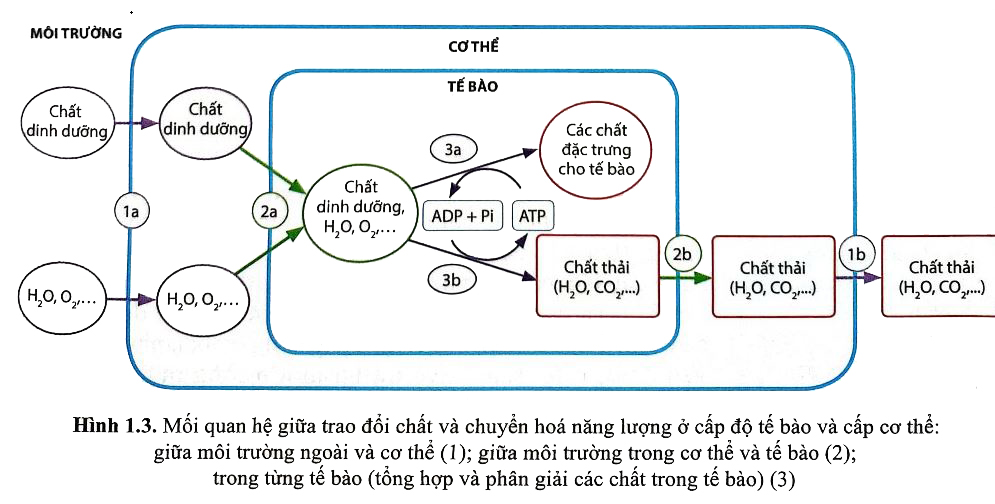 MÔI TRƯỜNG
CƠ THỂ
TẾ BÀO
Chất
dinh dưỡng
Chất
dinh dưỡng
Các chất
đặc trưng
cho tế bào
3a
Chất
dinh dưỡng,
H₂O, O₂,...
1a
2a
ADP + Pi
ATP
3b
H₂O, O₂,...
H₂O, O₂,...
Chất thải
(H₂O, CO₂,...)
2b
Chất thải
(H₂O, CO₂,...)
1b
Chất thải
(H₂O, CO₂,...)
Hình 1.3. Mối quan hệ giữa trao đổi chất và chuyển hoá năng lượng ở cấp độ tế bào và cấp cơ thể:
giữa môi trường ngoài và cơ thể (1); giữa môi trường trong cơ thể và tế bào (2);
trong từng tế bào (tổng hợp và phân giải các chất trong tế bào) (3)